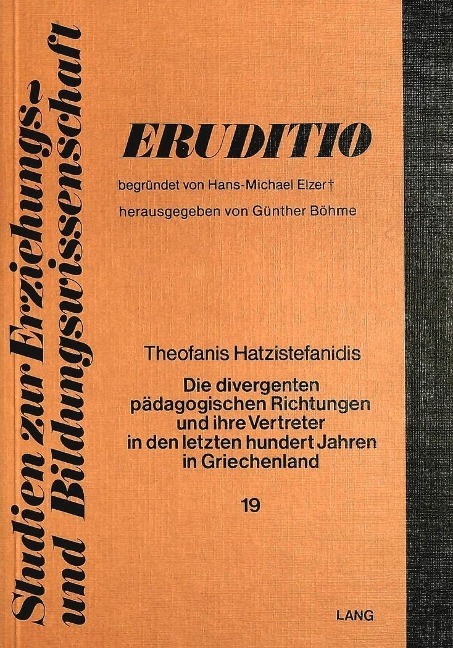 Studien zur Erziehungs-
und Bildungswissenschaft
ERUDITIO
begründet von Hans-Michael Elzer†
herausgegeben von Günther Böhme
Theofanis Hatzistefanidis
Die divergenten
pädagogischen Richtungen
und ihre Vertreter
in den letzten hundert Jahren
in Griechenland
19
LANG